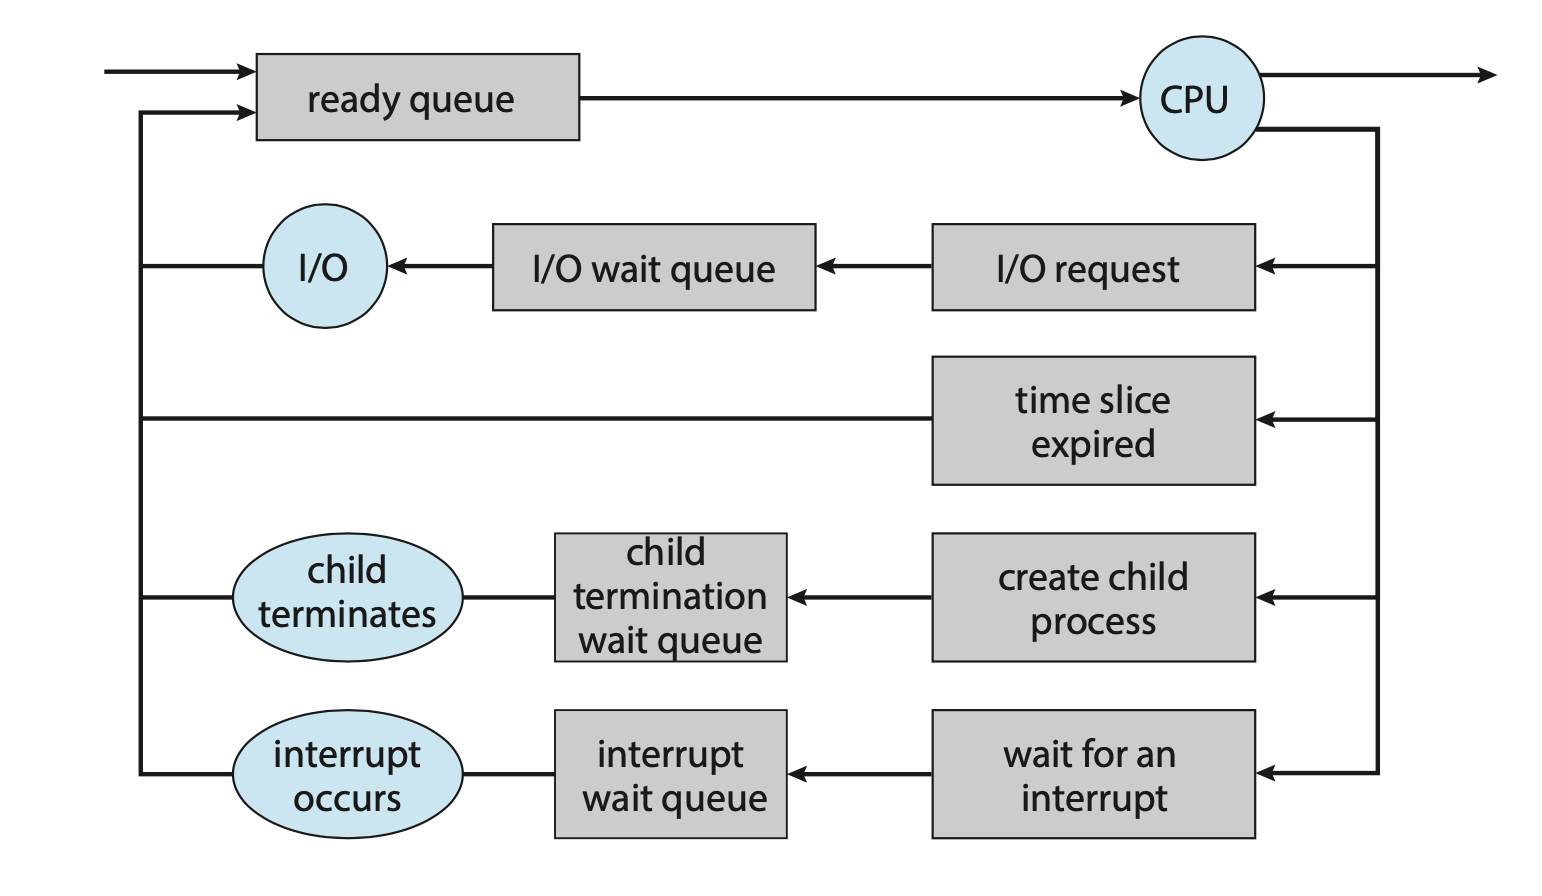 ready queue
CPU
I/O
I/O wait queue
I/O request
time slice
expired
child
terminates
child
termination
wait queue
create child
process
interrupt
occurs
interrupt
wait queue
wait for an
interrupt